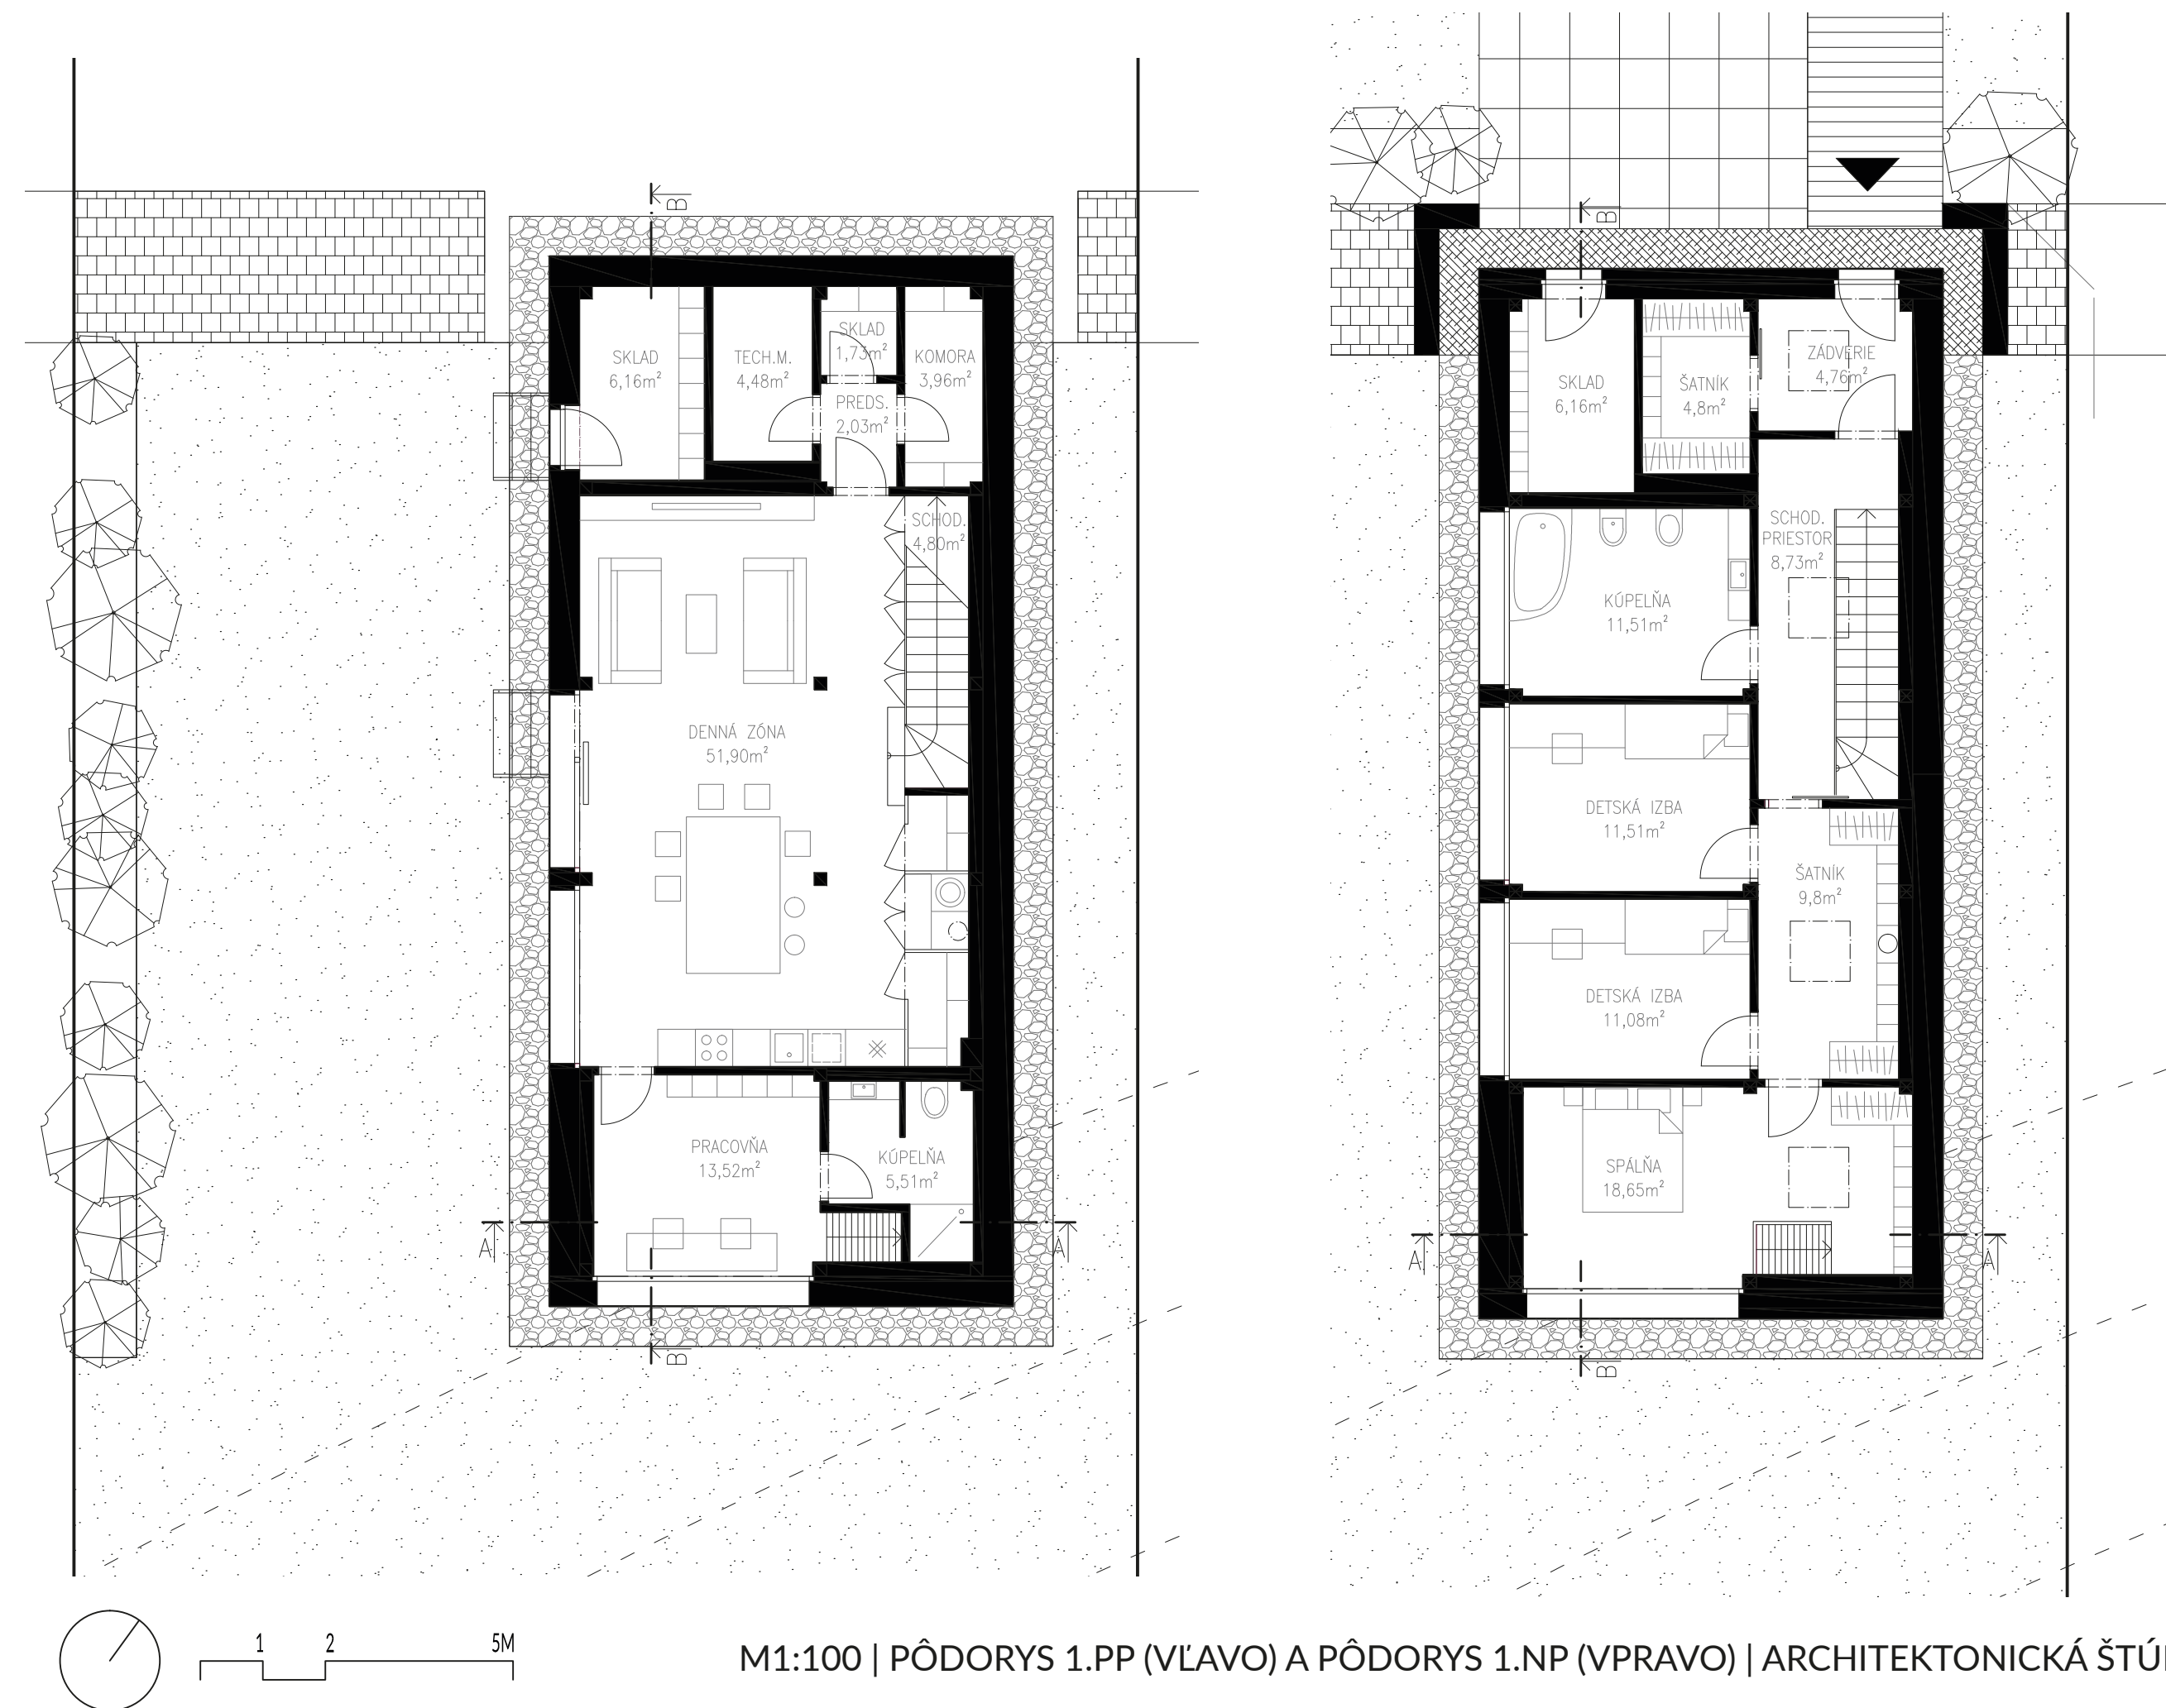 B
SKLAD
6,16m²
TECH.M.
4,48m²
SKLAD
1,73m²
KOMORA
3,96m²
PREDS.
2,03m²
SCHOD.
4,80m²
DENNÁ ZÓNA
51,90m²
PRACOVŇA
13,52m²
KÚPELŇA
5,51m²
A
A
B
B
SKLAD
6,16m²
ŠATNÍK
4,8m²
ZÁDVERIE
4,76m²
SCHOD.
PRIESTOR
8,73m²
KÚPELŇA
11,51m²
DETSKÁ IZBA
11,51m²
ŠATNÍK
9,8m²
DETSKÁ IZBA
11,08m²
SPÁLŇA
18,65m²
A
A
B
1 2 5M
M1:100 | PÔDORYS 1.PP (VĽAVO) A PÔDORYS 1.NP (VPRAVO) | ARCHITEKTONICKÁ